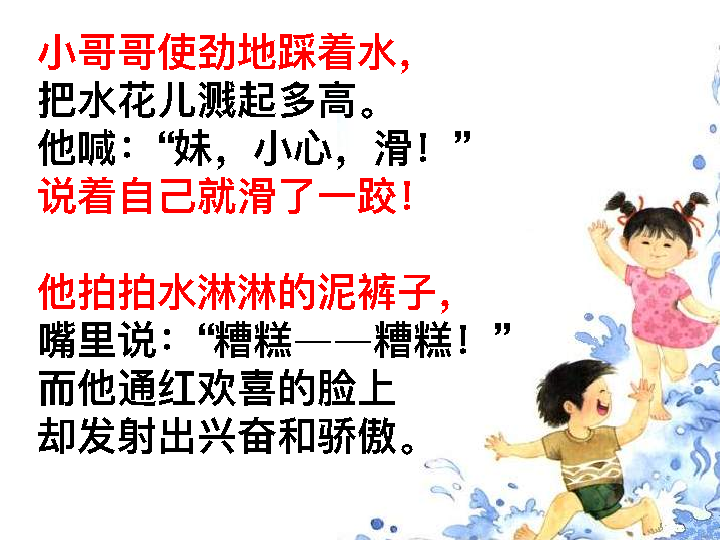 小哥哥使劲地踩着水，
把水花儿溅起多高。
他喊：“妹，小心，滑！”
说着自己就滑了一跤！
他拍拍水淋淋的泥裤子，
嘴里说：“糟糕——糟糕！”
而他通红欢喜的脸上
却发射出兴奋和骄傲。